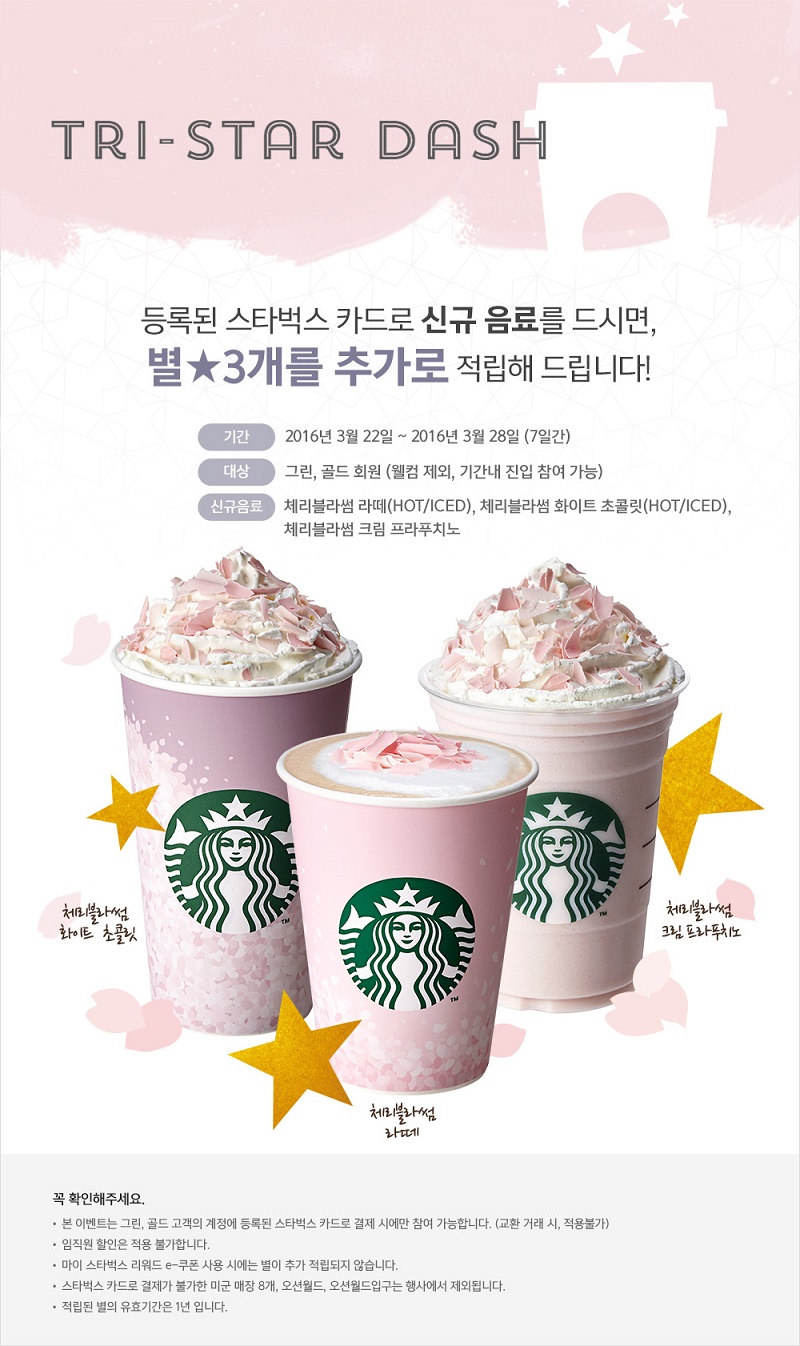 TRI-STAR DASH
등록된 스타벅스 카드로 신규 음료를 드시면,
별★3개를 추가로 적립해 드립니다!
기간 2016년 3월 22일 ~ 2016년 3월 28일 (7일간)
대상 그린, 골드 회원 (웰컴 제외, 기간내 진입 참여 가능)
신규음료 체리블라썸 라떼(HOT/ICED), 체리블라썸 화이트 초콜릿(HOT/ICED),
체리블라썸 크림 프라푸치노
체리블라썸
화이트 초콜릿
체리블라썸
크림 프라푸치노
TM
TM
TM
체리블라썸
라떼
꼭 확인해주세요.
• 본 이벤트는 그린, 골드 고객의 계정에 등록된 스타벅스 카드로 결제 시에만 참여 가능합니다. (교환 거래 시, 적용불가)
• 임직원 할인은 적용 불가합니다.
• 마이 스타벅스 리워드 e-쿠폰 사용 시에는 별이 추가 적립되지 않습니다.
• 스타벅스 카드로 결제가 불가한 미군 매장 8개, 오션월드, 오션월드입구는 행사에서 제외됩니다.
• 적립된 별의 유효기간은 1년 입니다.